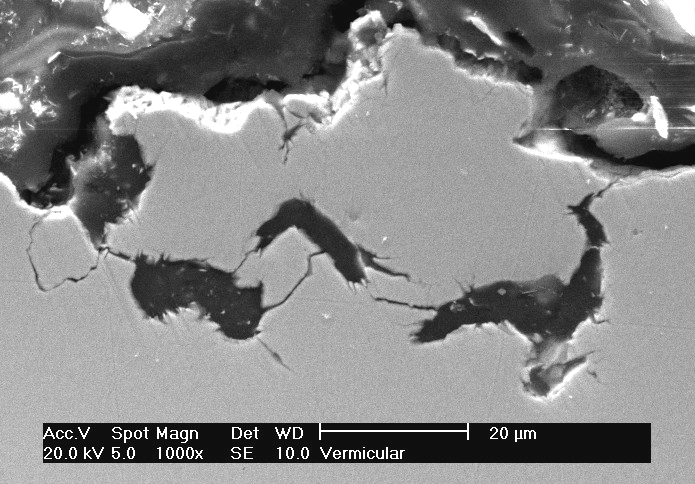 Acc.V Spot Magn Det WD 20 µm
20.0 kV 5.0 1000x SE 10.0 Vermicular